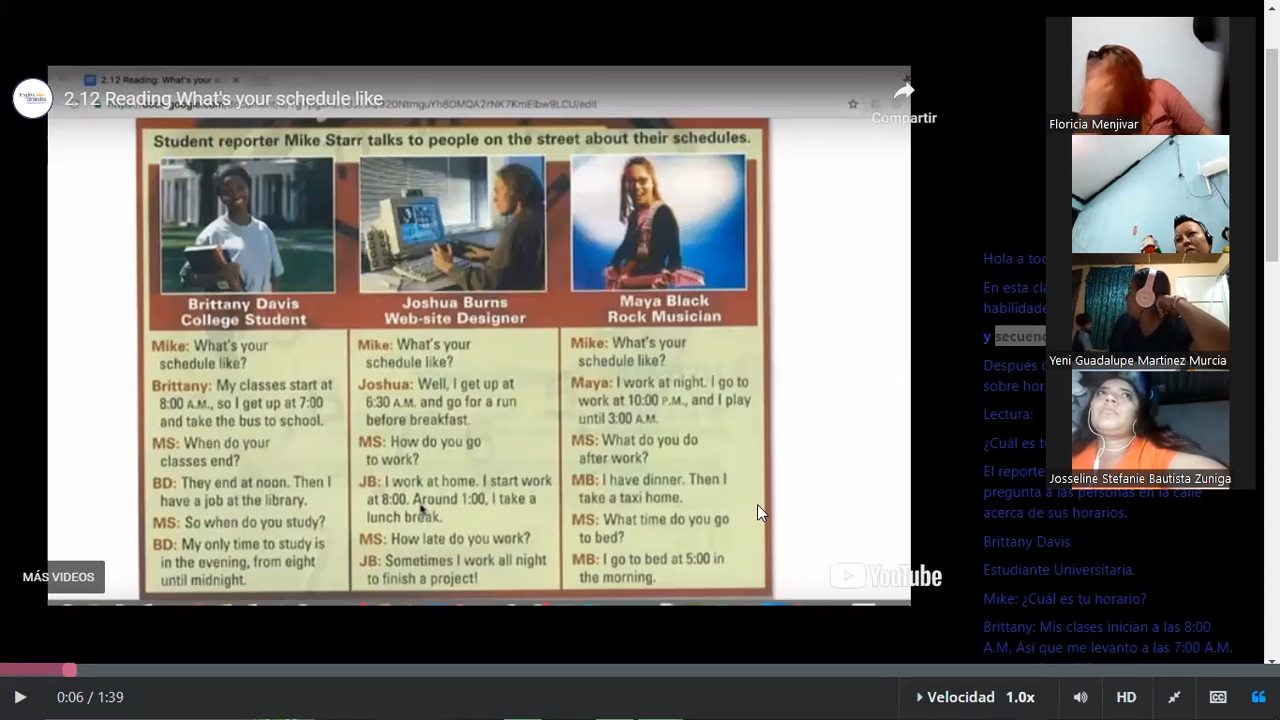 2.12 Reading: What's your
2.12 Reading What's your schedule like
Compartir
Student reporter Mike Starr talks to people on the street about their schedules.
Brittany Davis
College Student
Mike: What's your
schedule like?
Brittany: My classes start at
8:00 A.M., so I get up at 7:00
and take the bus to school.
MS: When do your
classes end?
BD: They end at noon. Then I
have a job at the library.
MS: So when do you study?
BD: My only time to study is
in the evening, from eight
until midnight.
Joshua Burns
Web-site Designer
Mike: What's your
schedule like?
Joshua: Well, I get up at
6:30 A.M. and go for a run
before breakfast.
MS: How do you go
to work?
JB: I work at home. I start work
at 8:00. Around 1:00, I take a
lunch break.
MS: How late do you work?
JB: Sometimes I work all night
to finish a project!
Maya Black
Rock Musician
Mike: What's your
schedule like?
Maya: I work at night. I go to
work at 10:00 P.M., and I play
until 3:00 A.M.
MS: What do you do
after work?
MB: I have dinner. Then I
take a taxi home.
MS: What time do you go
to bed?
MB: I go to bed at 5:00 in
the morning.
MÁS VIDEOS
YouTube
Hola a
En esta
y
Después
sobre
Lectura:
¿Cuál es
El
pregunta a las personas en la calle
acerca de sus horarios.
Brittany Davis
Estudiante Universitaria.
Mike: ¿Cuál es tu horario?
Brittany: Mis clases inician a las 8:00
A.M, Así que me levanto a las 7:00 A.M.
Floricia Menjivar
Yeni Guadalupe Martinez Murcia
Josseline Stefanie Bautista Zuniga
0:06 / 1:39
Velocidad 1.0x
HD
CC